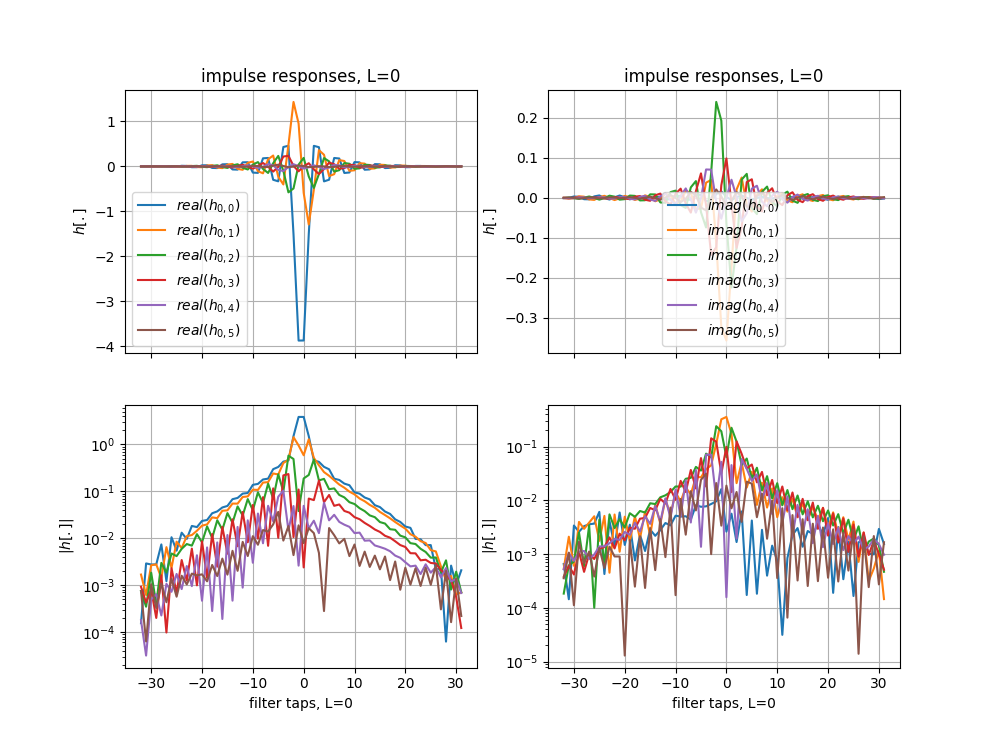 impulse responses, L=0
impulse responses, L=0
1
0
−1
−2
−3
−4
h[.]
real(h0,0)
real(h0,1)
real(h0,2)
real(h0,3)
real(h0,4)
real(h0,5)
0.2
0.1
0.0
−0.1
−0.2
−0.3
h[.]
imag(h0,0)
imag(h0,1)
imag(h0,2)
imag(h0,3)
imag(h0,4)
imag(h0,5)
10^0
10^−1
10^−2
10^−3
10^−4
|h[.]|
−30 −20 −10 0 10 20 30
filter taps, L=0
10^−1
10^−2
10^−3
10^−4
10^−5
|h[.]|
−30 −20 −10 0 10 20 30
filter taps, L=0